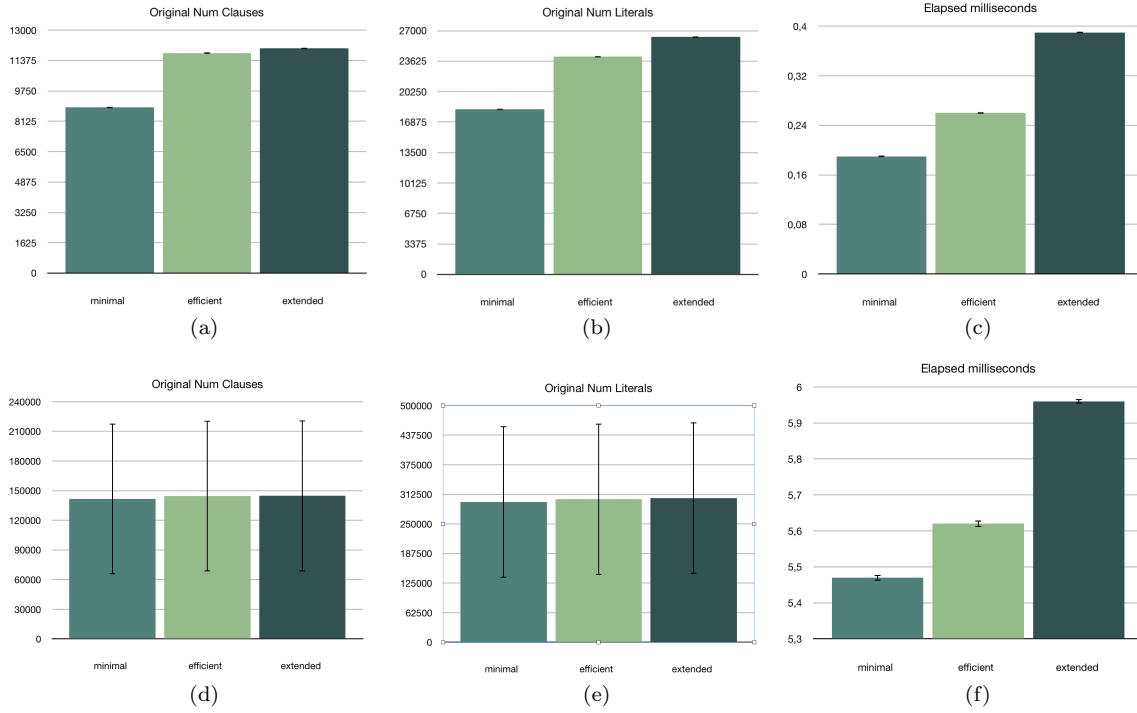 Original Num Clauses
13000
11375
9750
8125
6500
4875
3250
1625
0
minimal efficient extended
(a)
Original Num Literals
27000
23625
20250
16875
13500
10125
6750
3375
0
minimal efficient extended
(b)
Elapsed milliseconds
0,4
0,32
0,24
0,16
0,08
0
minimal efficient extended
(c)
Original Num Clauses
240000
210000
180000
150000
120000
90000
60000
30000
0
minimal efficient extended
(d)
Original Num Literals
500000
437500
375000
312500
250000
187500
125000
62500
0
minimal efficient extended
(e)
Elapsed milliseconds
6
5,9
5,8
5,7
5,6
5,5
5,4
5,3
minimal efficient extended
(f)